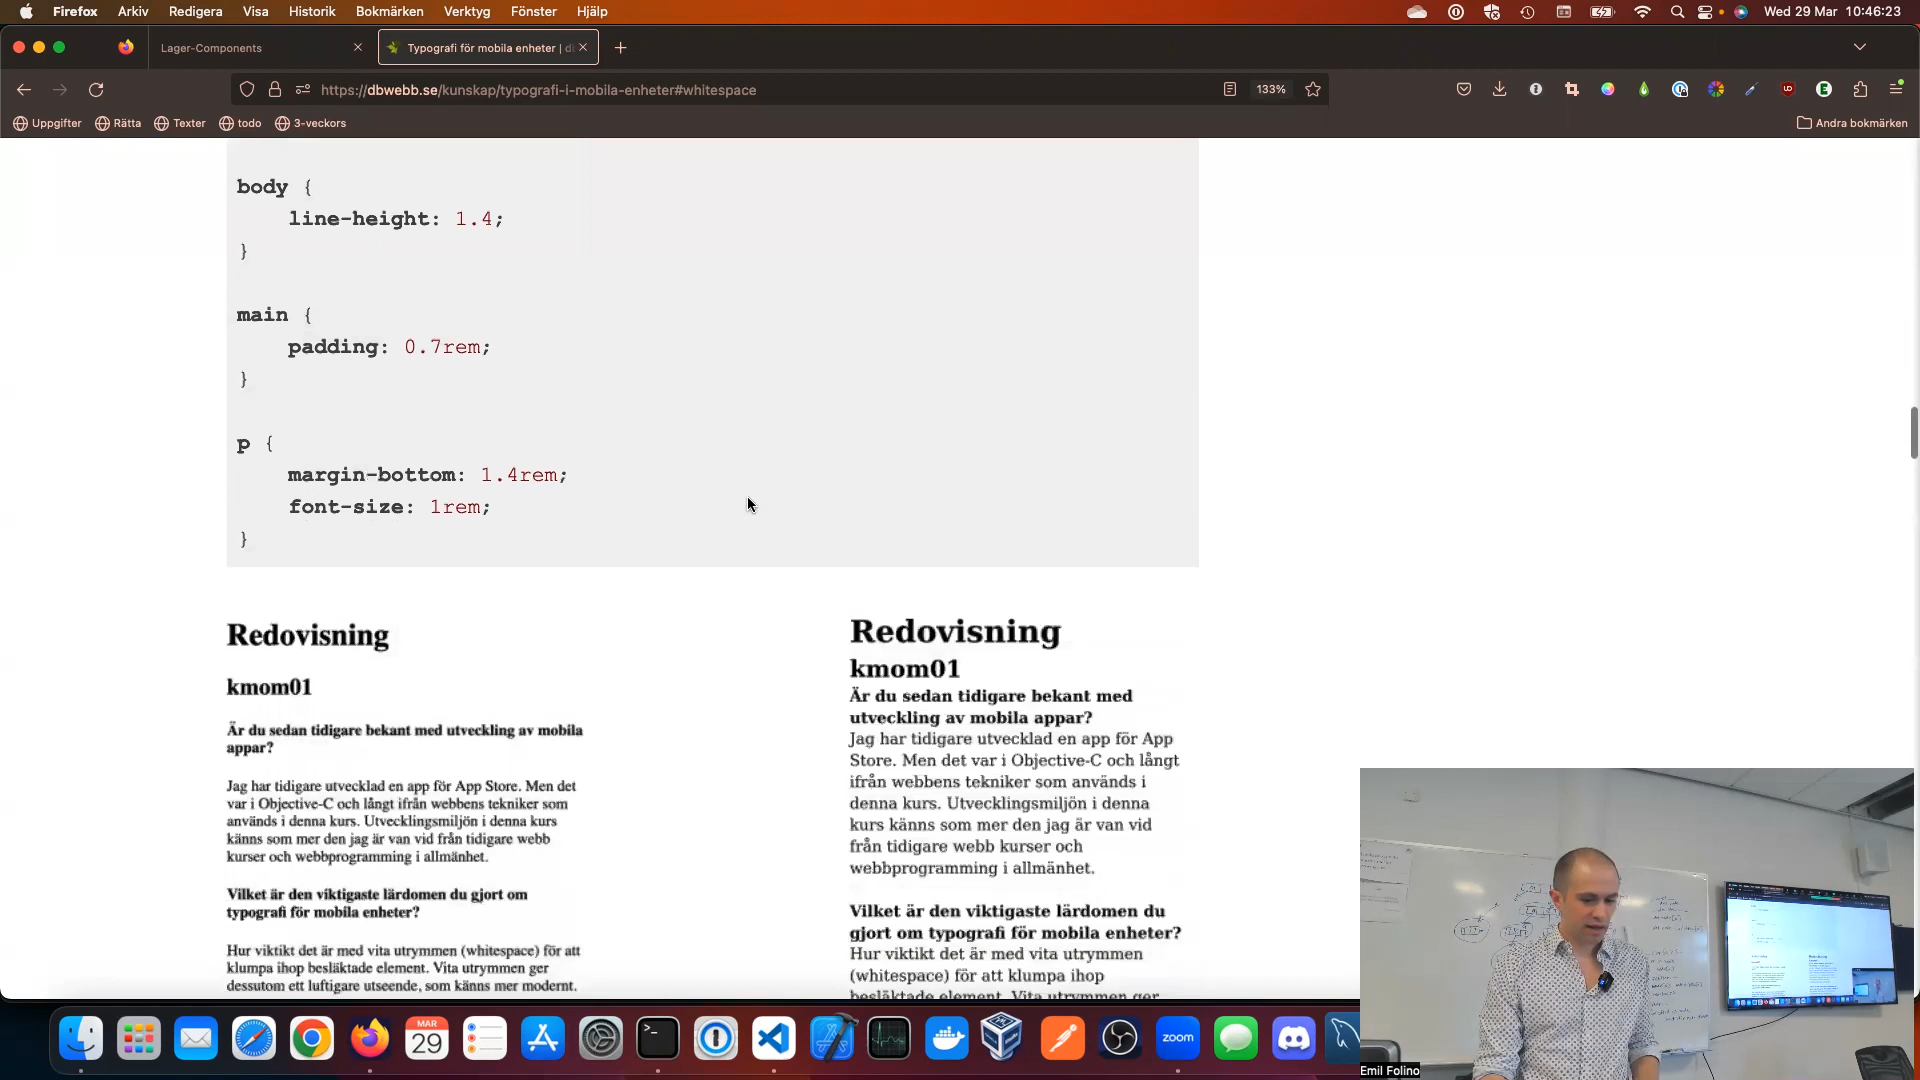 Firefox Arkiv Redigera Visa Historik Bokmärken Verktyg Fönster Hjälp Wed 29 Mar 10:46:23
Lager-Components
Typografi för mobila enheter | d
https://dbwebb.se/kunskap/typografi-i-mobila-enheter#whitespace
133%
Uppgifter Rätta Texter todo 3-veckors Andra bokmärken
body {
line-height: 1.4;
}
main {
padding: 0.7rem;
}
p {
margin-bottom: 1.4rem;
font-size: 1rem;
}
Redovisning
kmom01
Är du sedan tidigare bekant med utveckling av mobila
appar?
Jag har tidigare utvecklad en app för App Store. Men det
var i Objective-C och långt ifrån webbens tekniker som
används i denna kurs. Utvecklingsmiljön i denna kurs
känns som mer den jag är van vid från tidigare webb
kurser och webbprogramming i allmänhet.
Vilket är den viktigaste lärdomen du gjort om
typografi för mobila enheter?
Hur viktikt det är med vita utrymmen (whitespace) för att
klumpa ihop besläktade element. Vita utrymmen ger
dessutom ett luftigare utseende, som känns mer modernt.
Redovisning
kmom01
Är du sedan tidigare bekant med
utveckling av mobila appar?
Jag har tidigare utvecklad en app för App
Store. Men det var i Objective-C och långt
ifrån webbens tekniker som används i
denna kurs. Utvecklingsmiljön i denna
kurs känns som mer den jag är van vid
från tidigare webb kurser och
webbprogramming i allmänhet.
Vilket är den viktigaste lärdomen du
gjort om typografi för mobila enheter?
Hur viktikt det är med vita utrymmen
(whitespace) för att klumpa ihop
besläktade element. Vita utrymmen ger
MAR
29
zoom
Emil Folino